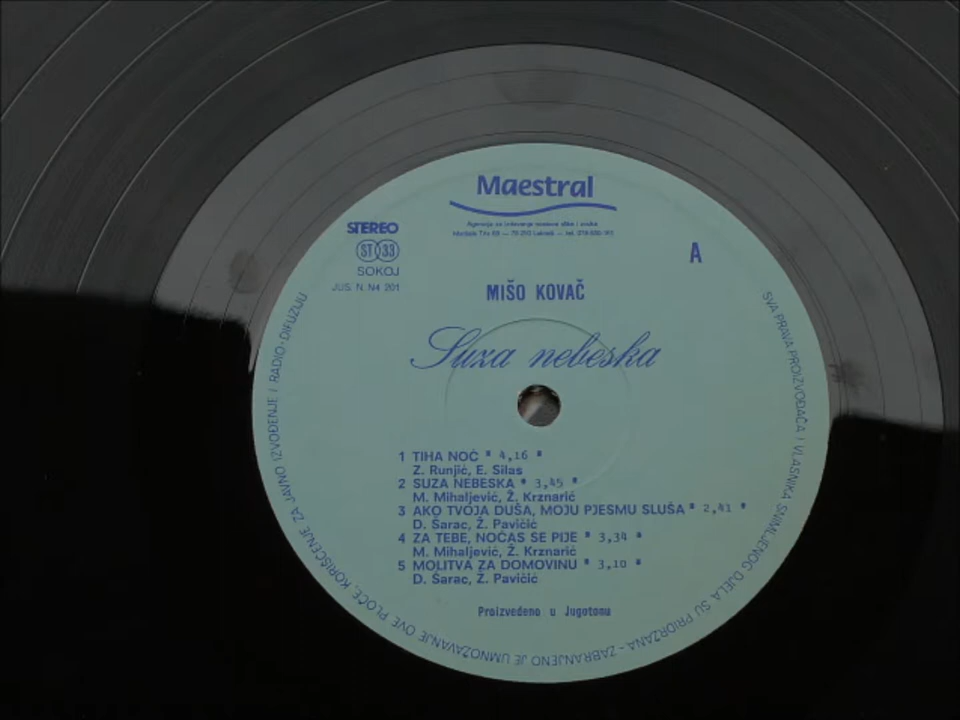 Maestral
STEREO
ST 33
SOKOJ
JUS. N. N4 201
A
MIŠO KOVAČ
Suza nebeska
1 TIHA NOĆ " 4,16 "
Z. Runjić, E. Silas
2 SUZA NEBESKA " 3,45 "
M. Mihaljević, Ž. Krznarić
3 AKO TVOJA DUŠA, MOJU PJESMU SLUŠA " 2,41 "
D. Šarac, Ž. Pavičić
4 ZA TEBE, NOĆAS SE PIJE " 3,34 "
M. Mihaljević, Ž. Krznarić
5 MOLITVA ZA DOMOVINU " 3,10 "
D. Šarac, Ž. Pavičić
Proizvedeno u Jugotonu
SVA PRAVA PROIZVOĐAČA I VLASNIKA SNIMLJENOG DJELA SU PRIDRŽANA - ZABRANJENO JE UMNOŽAVANJE OVE PLOČE, KORIŠĆENJE ZA JAVNO IZVOĐENJE I RADIO-DIFUZIJU